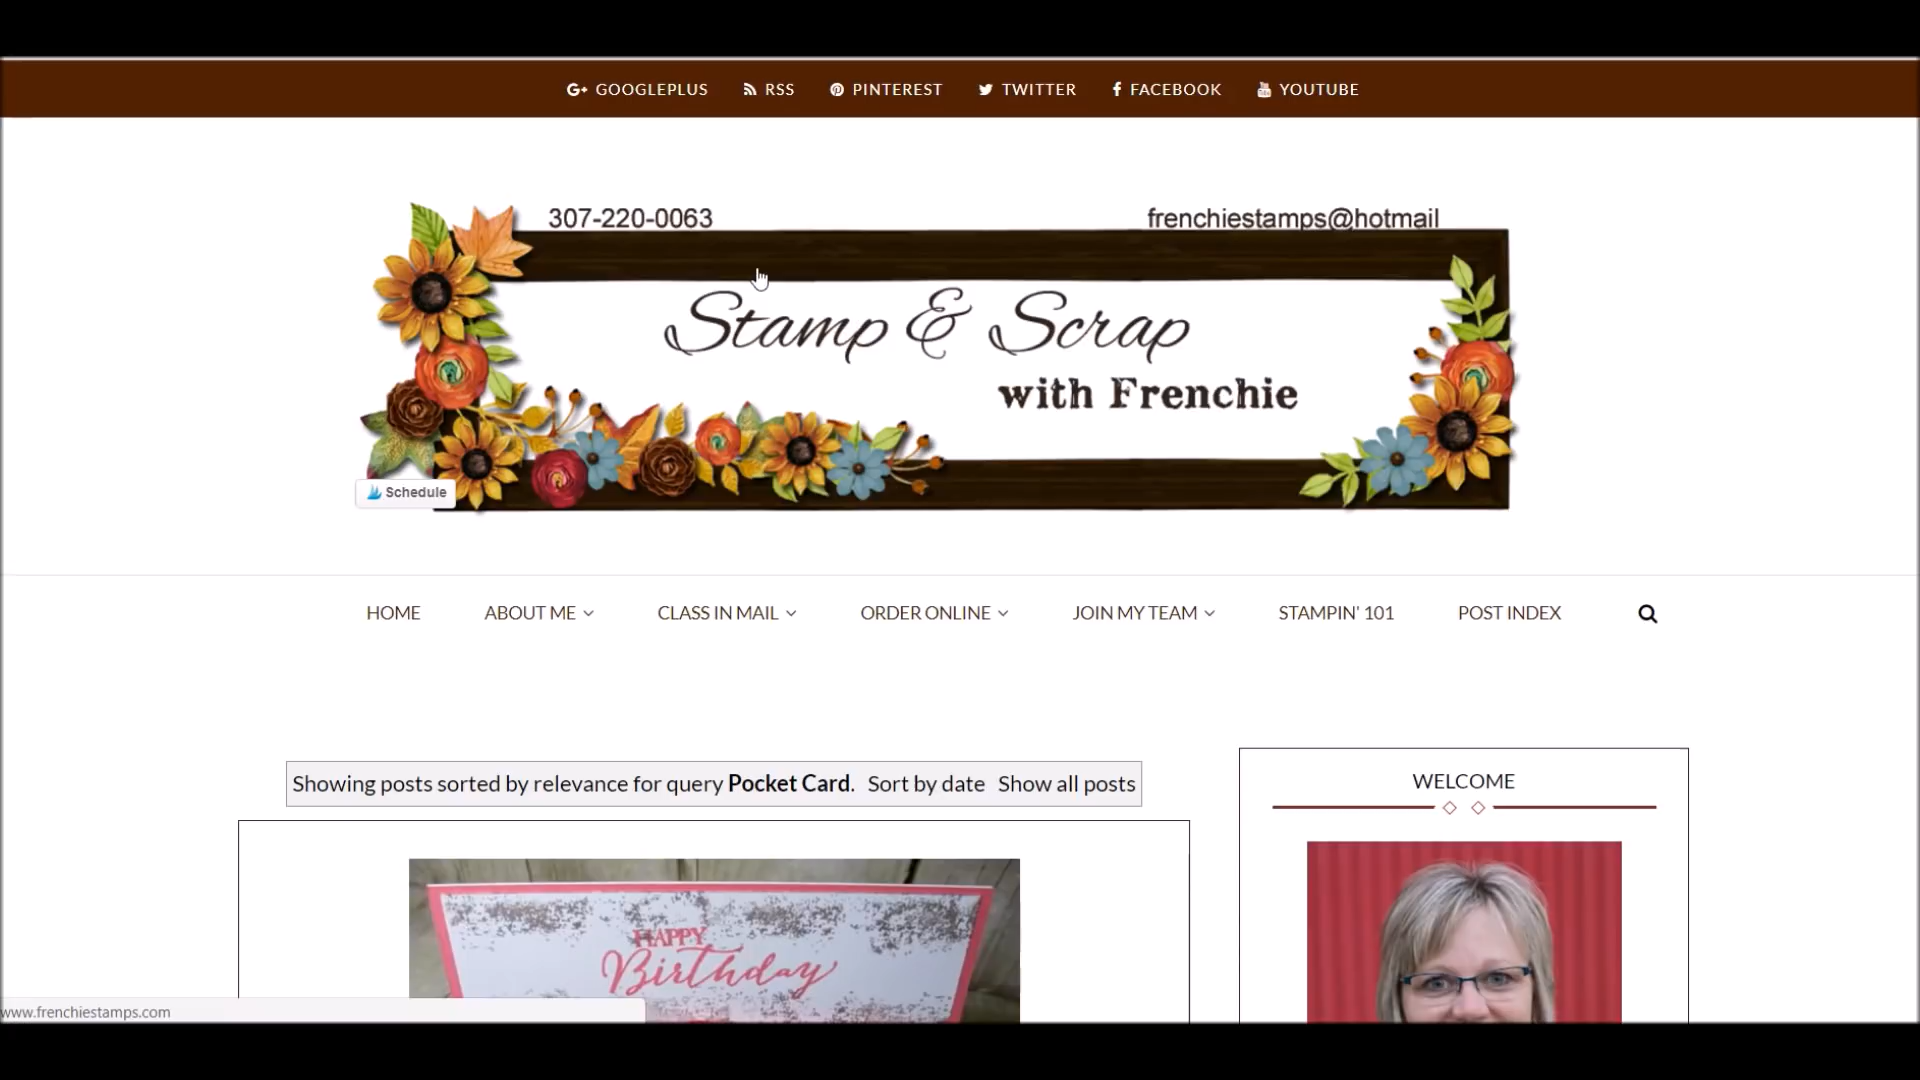 GOOGLEPLUS RSS PINTEREST TWITTER FACEBOOK YOUTUBE
307-220-0063 frenchiestamps@hotmail
Stamp & Scrap
with Frenchie
Schedule
HOME ABOUT ME CLASS IN MAIL ORDER ONLINE JOIN MY TEAM STAMPIN' 101 POST INDEX
Showing posts sorted by relevance for query Pocket Card. Sort by date Show all posts
WELCOME
HAPPY
Birthday
www.frenchiestamps.com